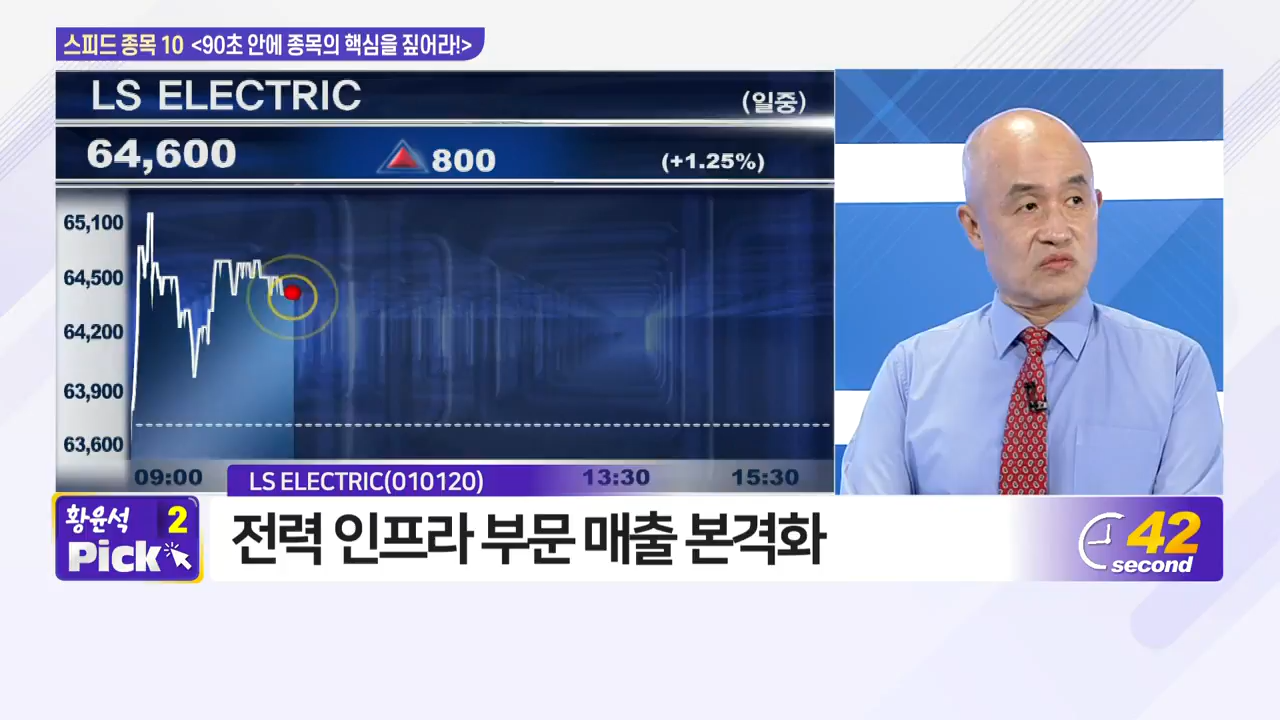 스피드 종목 10 <90초 안에 종목의 핵심을 짚어라!>
LS ELECTRIC
(일중)
64,600
800
(+1.25%)
65,100
64,500
64,200
63,900
63,600
09:00
13:30
15:30
LS ELECTRIC(010120)
황윤석 2
Pick
전력 인프라 부문 매출 본격화
42
second